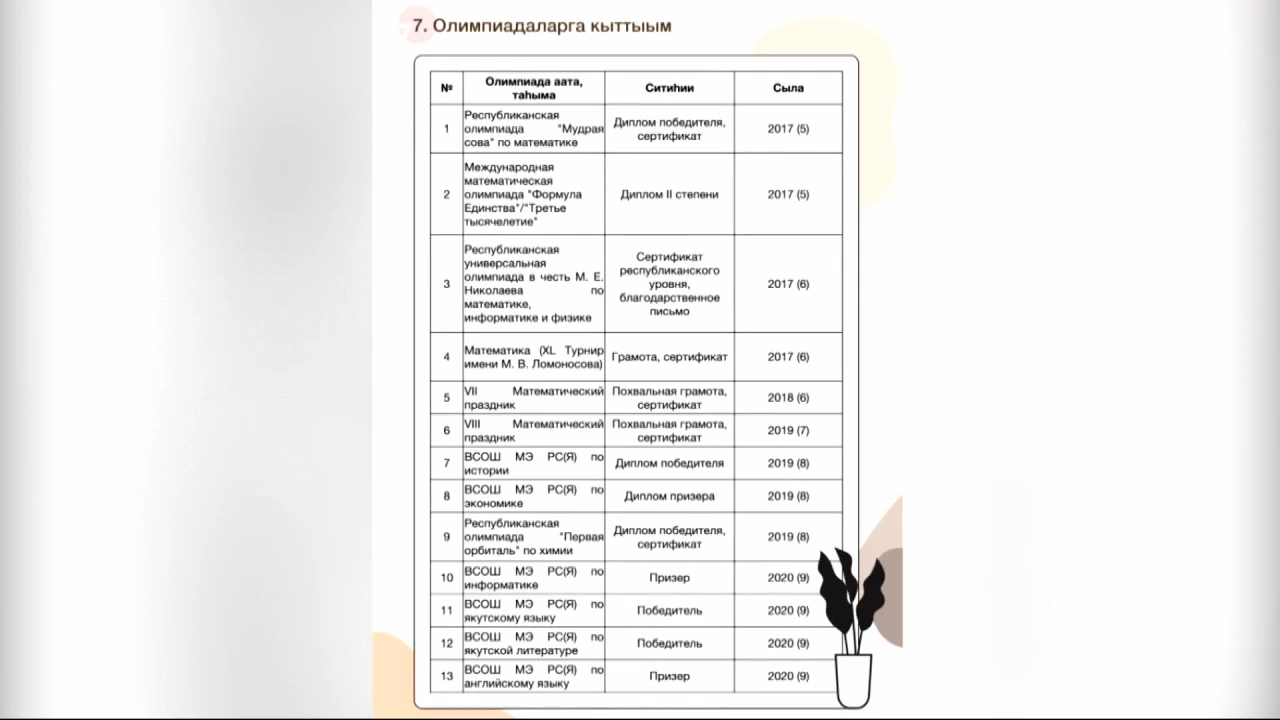 7. Олимпиадаларга кыттыым
№ Олимпиада аата, Ситиһии Сыла
таһыма
Республиканская
1 олимпиада "Мудрая Диплом победителя, 2017 (5)
сова" по математике сертификат
Международная
математическая
2 олимпиада "Формула Диплом II степени 2017 (5)
Единства"/"Третье
тысячелетие"
Республиканская
универсальная Сертификат
олимпиада в честь М. Е. республиканского
3 Николаева по уровня, 2017 (6)
математике, благодарственное
информатике и физике письмо
4 Математика (XL Турнир Грамота, сертификат 2017 (6)
имени М. В. Ломоносова)
5 VII Математический Похвальная грамота, 2018 (6)
праздник сертификат
6 VIII Математический Похвальная грамота, 2019 (7)
праздник сертификат
7 ВСОШ МЭ РС(Я) по Диплом победителя 2019 (8)
истории
8 ВСОШ МЭ РС(Я) по Диплом призера 2019 (8)
экономике
Республиканская
9 олимпиада "Первая Диплом победителя, 2019 (8)
орбиталь" по химии сертификат
10 ВСОШ МЭ РС(Я) по Призер 2020 (9)
информатике
11 ВСОШ МЭ РС(Я) по Победитель 2020 (9)
якутскому языку
12 ВСОШ МЭ РС(Я) по Победитель 2020 (9)
якутской литературе
13 ВСОШ МЭ РС(Я) по Призер 2020 (9)
английскому языку